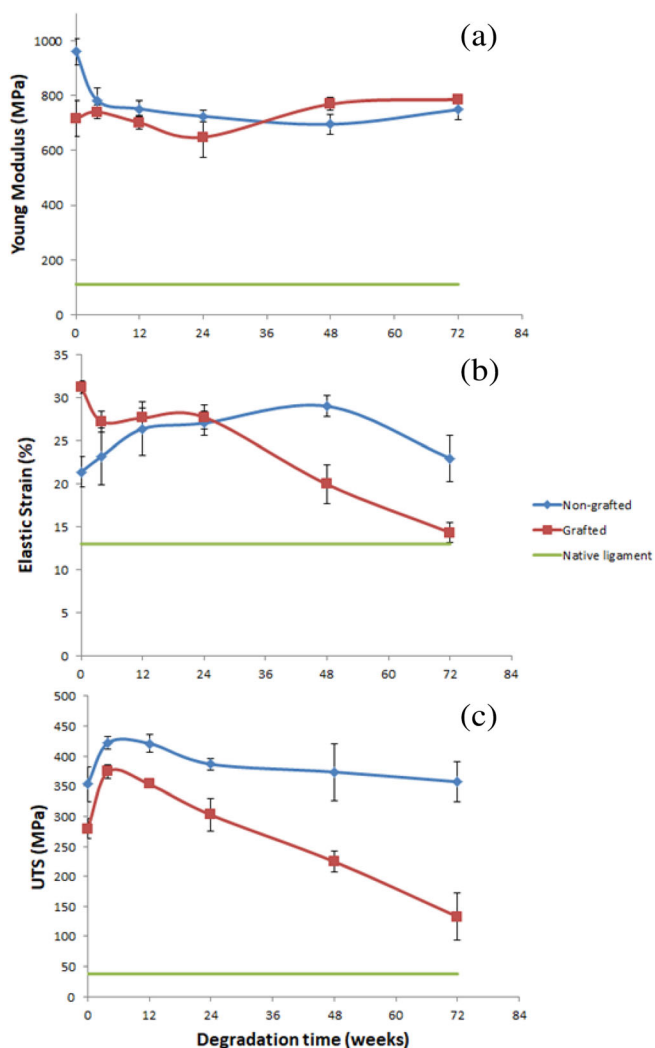 (a)
Young Modulus (MPa)
1000
800
600
400
200
0
0 12 24 36 48 60 72 84
(b)
Elastic Strain (%)
35
30
25
20
15
10
5
0
0 12 24 36 48 60 72 84
Non-grafted
Grafted
Native ligament
(c)
UTS (MPa)
500
450
400
350
300
250
200
150
100
50
0
0 12 24 36 48 60 72 84
Degradation time (weeks)